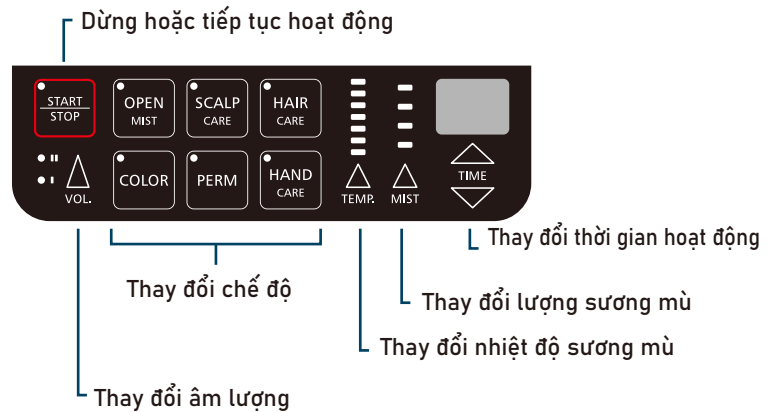 Dừng hoặc tiếp tục hoạt động
START
STOP
OPEN
MIST
SCALP
CARE
HAIR
CARE
COLOR
PERM
HAND
CARE
II
I
VOL.
TEMP.
MIST
TIME
Thay đổi thời gian hoạt động
Thay đổi chế độ
Thay đổi lượng sương mù
Thay đổi nhiệt độ sương mù
Thay đổi âm lượng